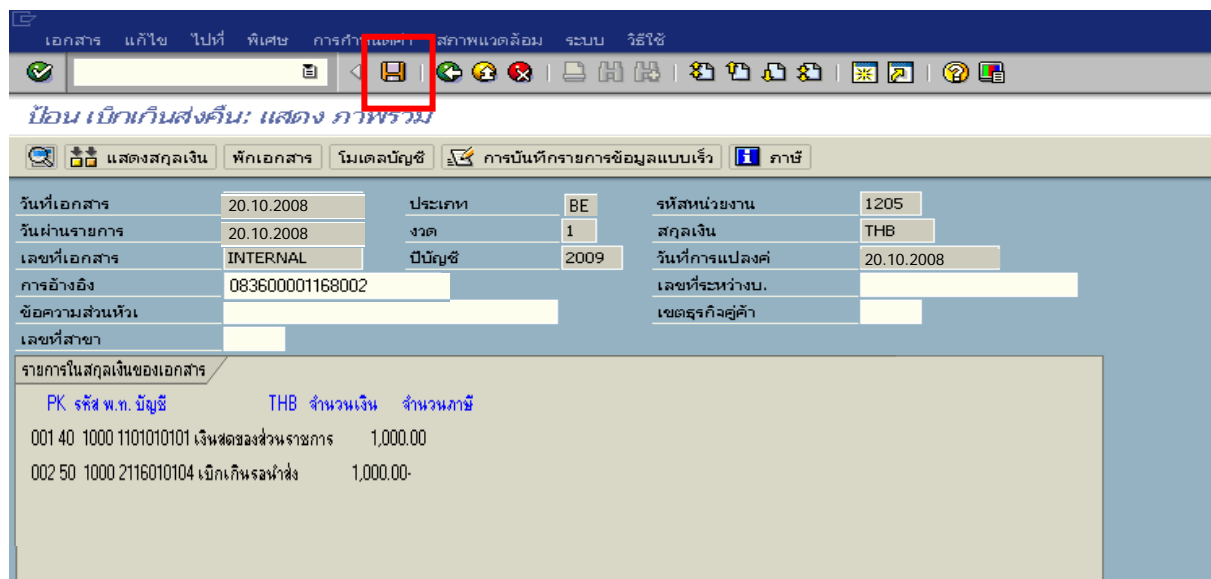 เอกสาร แก้ไข ไปที่ พิเศษ การกำหนดค่า สภาพแวดล้อม ระบบ วิธีใช้
ป้อน เบิกเกินส่งคืน: แสดง ภาพรวม
แสดงสกุลเงิน พักเอกสาร โมเดลบัญชี การบันทึกรายการข้อมูลแบบเร็ว ภาษี
วันที่เอกสาร 20.10.2008 ประเภท BE รหัสหน่วยงาน 1205
วันผ่านรายการ 20.10.2008 งวด 1 สกุลเงิน THB
เลขที่เอกสาร INTERNAL ปีบัญชี 2009 วันที่การแปลงค่ 20.10.2008
การอ้างอิง 083600001168002 เลขที่ระหว่างบ.
ข้อความส่วนหัวเ เขตธุรกิจคู่ค้า
เลขที่สาขา
รายการในสกุลเงินของเอกสาร
PK รหัส พ.ท. บัญชี THB จำนวนเงิน จำนวนภาษี
001 40 1000 1101010101 เงินสดของส่วนราชการ 1,000.00
002 50 1000 2116010104 เบิกเกินรอนำส่ง 1,000.00-